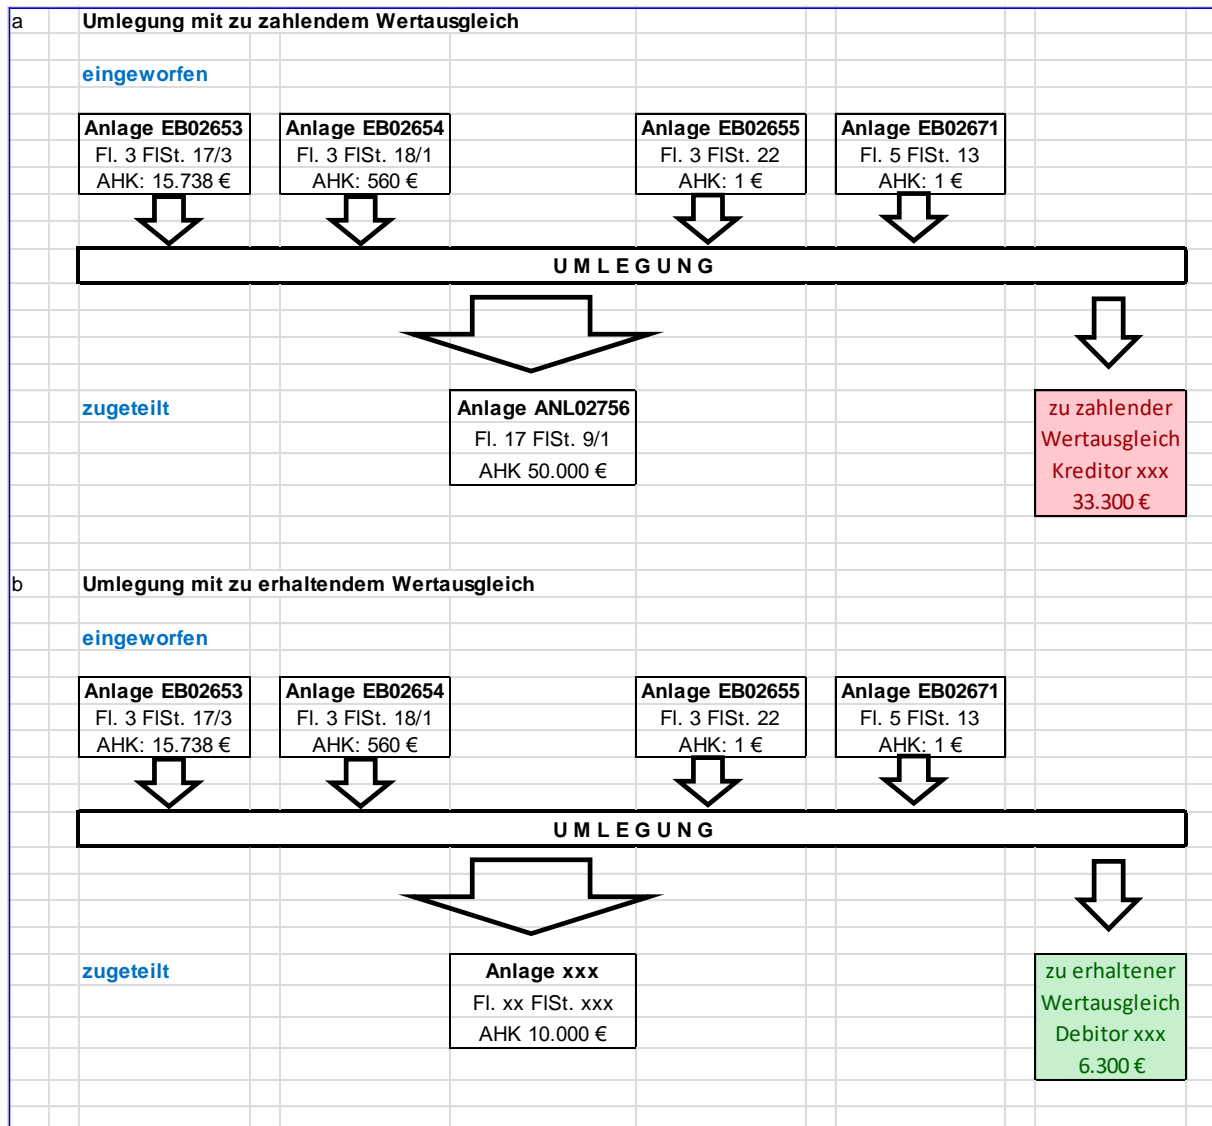 a Umlegung mit zu zahlendem Wertausgleich
eingeworfen
Anlage EB02653
Fl. 3 FlSt. 17/3
AHK: 15.738 €
Anlage EB02654
Fl. 3 FlSt. 18/1
AHK: 560 €
Anlage EB02655
Fl. 3 FlSt. 22
AHK: 1 €
Anlage EB02671
Fl. 5 FlSt. 13
AHK: 1 €
UMLEGUNG
zugeteilt
Anlage ANL02756
Fl. 17 FlSt. 9/1
AHK 50.000 €
zu zahlender
Wertausgleich
Kreditor xxx
33.300 €
b Umlegung mit zu erhaltendem Wertausgleich
eingeworfen
Anlage EB02653
Fl. 3 FlSt. 17/3
AHK: 15.738 €
Anlage EB02654
Fl. 3 FlSt. 18/1
AHK: 560 €
Anlage EB02655
Fl. 3 FlSt. 22
AHK: 1 €
Anlage EB02671
Fl. 5 FlSt. 13
AHK: 1 €
UMLEGUNG
zugeteilt
Anlage xxx
Fl. xx FlSt. xxx
AHK 10.000 €
zu erhaltener
Wertausgleich
Debitor xxx
6.300 €